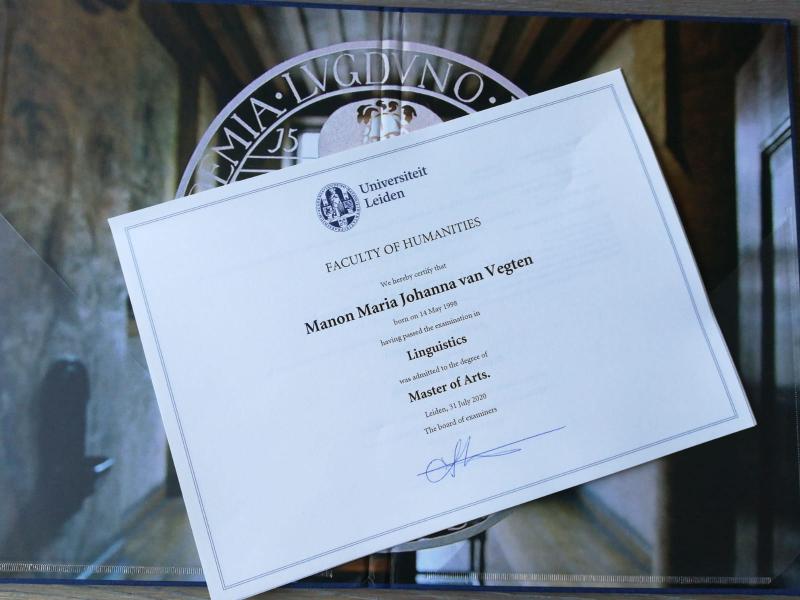 EMIA · LVGDVNO ·
J5
Universiteit
Leiden
FACULTY OF HUMANITIES
We hereby certify that
Manon Maria Johanna van Vegten
born on 14 May 1998
having passed the examination in
Linguistics
was admitted to the degree of
Master of Arts.
Leiden, 31 July 2020
The board of examiners